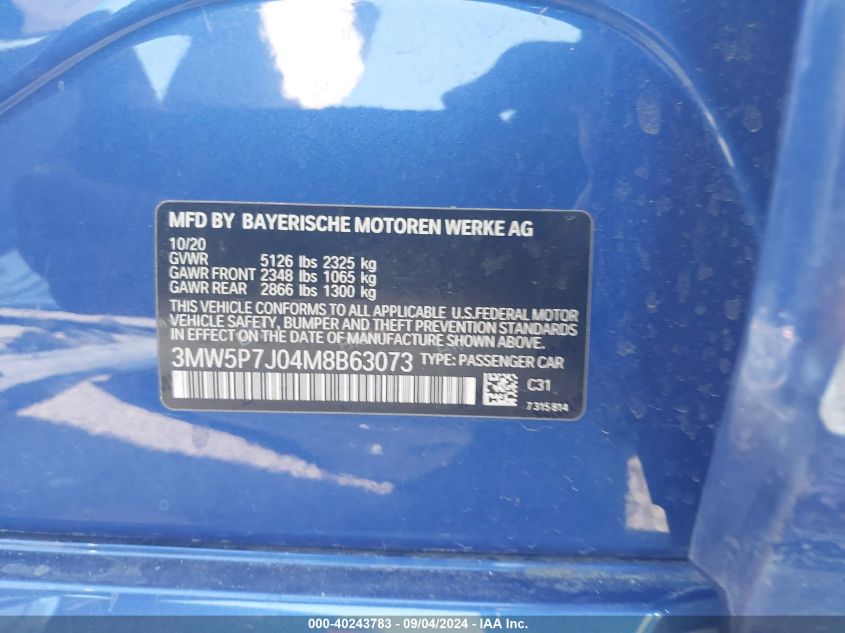 MFD BY BAYERISCHE MOTOREN WERKE AG
10/20
GVWR 5126 lbs 2325 kg
GAWR FRONT 2348 lbs 1065 kg
GAWR REAR 2866 lbs 1300 kg
THIS VEHICLE CONFORMS TO ALL APPLICABLE U.S.FEDERAL MOTOR
VEHICLE SAFETY, BUMPER AND THEFT PREVENTION STANDARDS
IN EFFECT ON THE DATE OF MANUFACTURE SHOWN ABOVE.
3MW5P7J04M8B63073 TYPE: PASSENGER CAR
C31
7315814
000-40243783 - 09/04/2024 - IAA Inc.